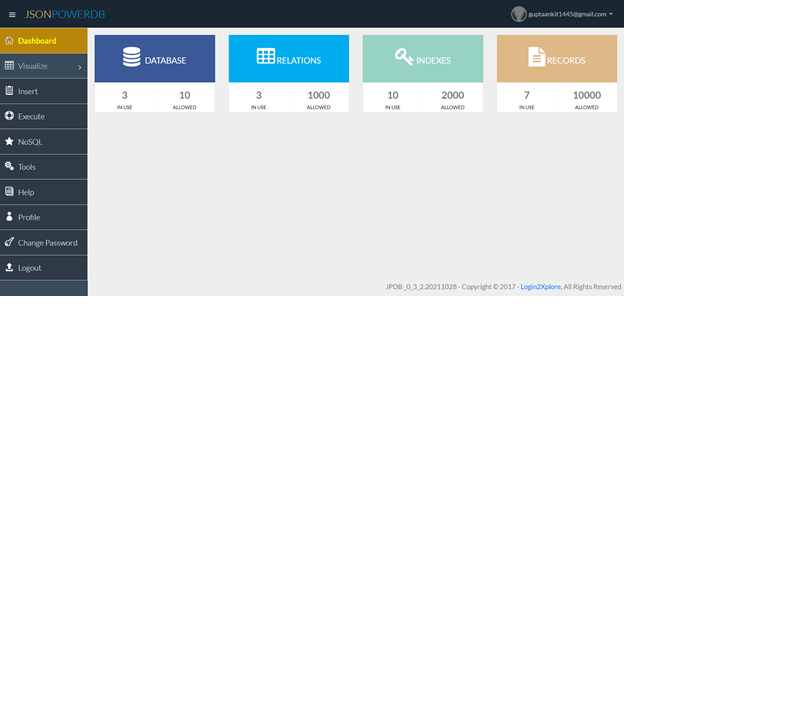 JSONPOWERDB
guptaankit1445@gmail.com
Dashboard
Visualize
Insert
Execute
NoSQL
Tools
Help
Profile
Change Password
Logout
DATABASE
3 10
IN USE ALLOWED
RELATIONS
3 1000
IN USE ALLOWED
INDEXES
10 2000
IN USE ALLOWED
RECORDS
7 10000
IN USE ALLOWED
JPDB _0_3_2.20211028 - Copyright © 2017 - Login2Xplore, All Rights Reserved